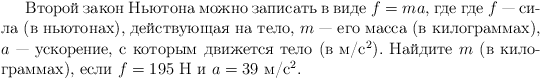 Второй закон Ньютона можно записать в виде f = ma, где где f — си-
ла (в ньютонах), действующая на тело, m — его масса (в килограммах),
a — ускорение, с которым движется тело (в м/с²). Найдите m (в кило-
граммах), если f = 195 Н и a = 39 м/с².